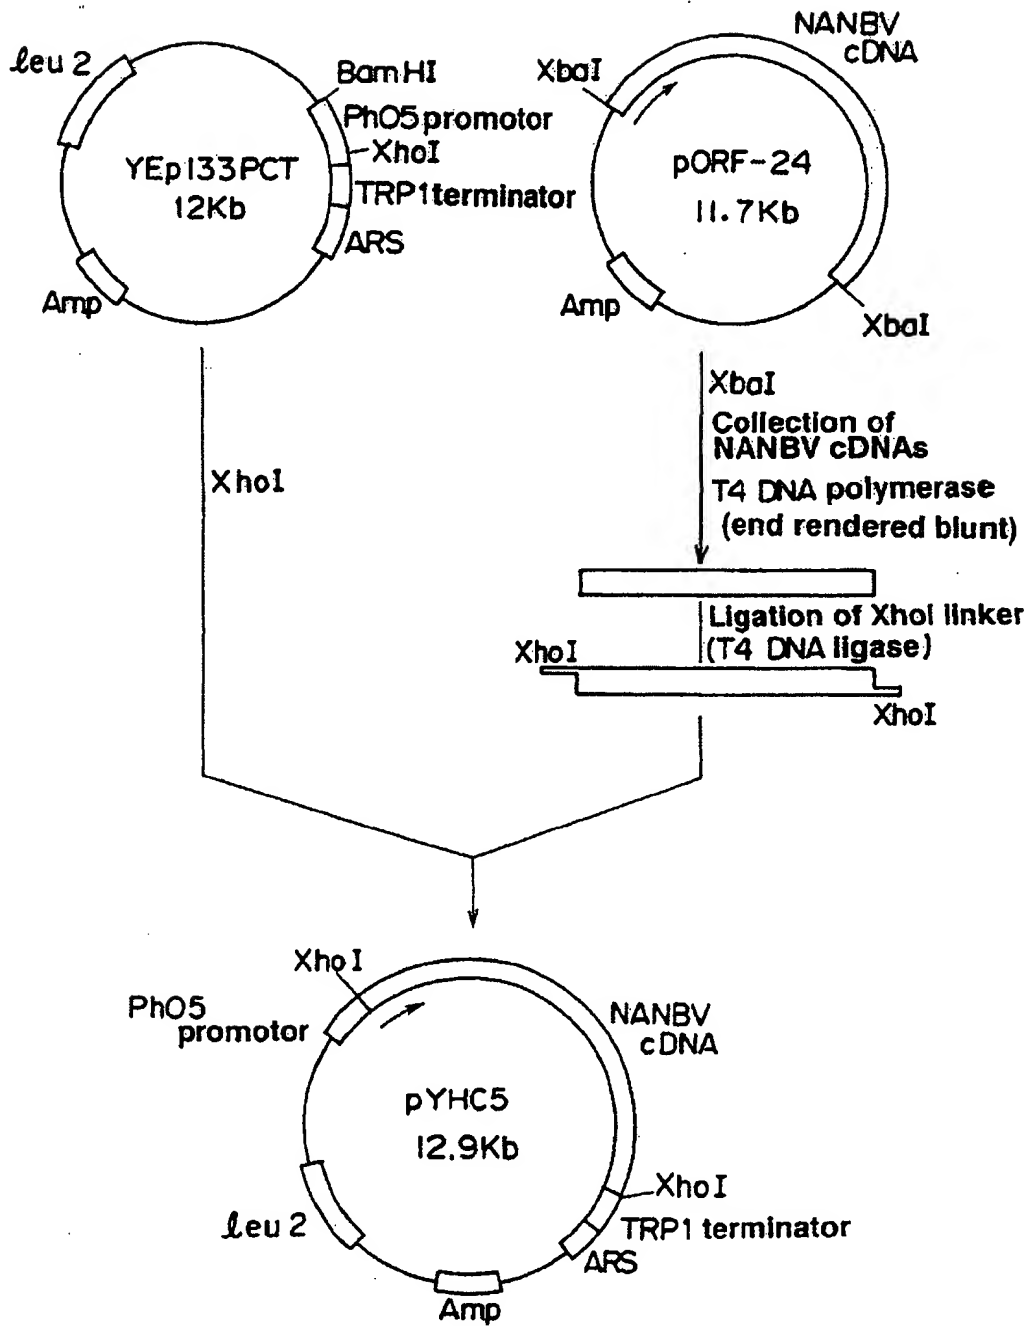 leu 2
BamHI
PhO5 promotor
XhoI
YEp133PCT
12Kb
TRP1 terminator
ARS
Amp
NANBV
cDNA
XbaI
pORF-24
11.7Kb
Amp
XbaI
XhoI
XbaI
Collection of
NANBV cDNAs
T4 DNA polymerase
(end rendered blunt)
Ligation of XhoI linker
(T4 DNA ligase)
XhoI
XhoI
XhoI
PhO5
promotor
NANBV
cDNA
pYHC5
12.9Kb
XhoI
TRP1 terminator
ARS
leu 2
Amp